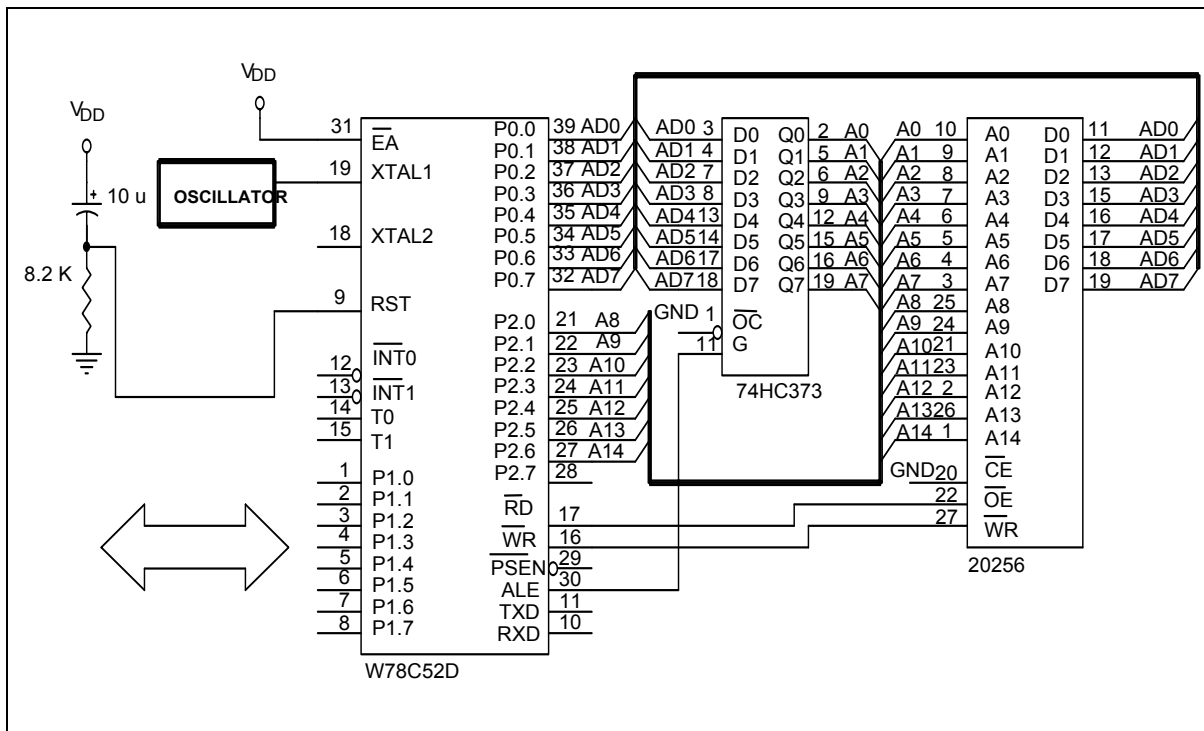 VDD
VDD
10 u
8.2 K
OSCILLATOR
31 EA
19 XTAL1
18 XTAL2
9 RST
12 INT0
13 INT1
14 T0
15 T1
1 P1.0
2 P1.1
3 P1.2
4 P1.3
5 P1.4
6 P1.5
7 P1.6
8 P1.7
P0.0 39 AD0
P0.1 38 AD1
P0.2 37 AD2
P0.3 36 AD3
P0.4 35 AD4
P0.5 34 AD5
P0.6 33 AD6
P0.7 32 AD7
P2.0 21 A8
P2.1 22 A9
P2.2 23 A10
P2.3 24 A11
P2.4 25 A12
P2.5 26 A13
P2.6 27 A14
P2.7 28
RD 17
WR 16
PSEN 29
ALE 30
TXD 11
RXD 10
W78C52D
AD0 3 D0 Q0 2 A0
AD1 4 D1 Q1 5 A1
AD2 7 D2 Q2 6 A2
AD3 8 D3 Q3 9 A3
AD4 13 D4 Q4 12 A4
AD5 14 D5 Q5 15 A5
AD6 17 D6 Q6 16 A6
AD7 18 D7 Q7 19 A7
GND 1 OC
11 G
74HC373
A0 10 A0 D0 11 AD0
A1 9 A1 D1 12 AD1
A2 8 A2 D2 13 AD2
A3 7 A3 D3 15 AD3
A4 6 A4 D4 16 AD4
A5 5 A5 D5 17 AD5
A6 4 A6 D6 18 AD6
A7 3 A7 D7 19 AD7
A8 25 A8
A9 24 A9
A10 21 A10
A11 23 A11
A12 2 A12
A13 26 A13
A14 1 A14
GND 20 CE
22 OE
27 WR
20256